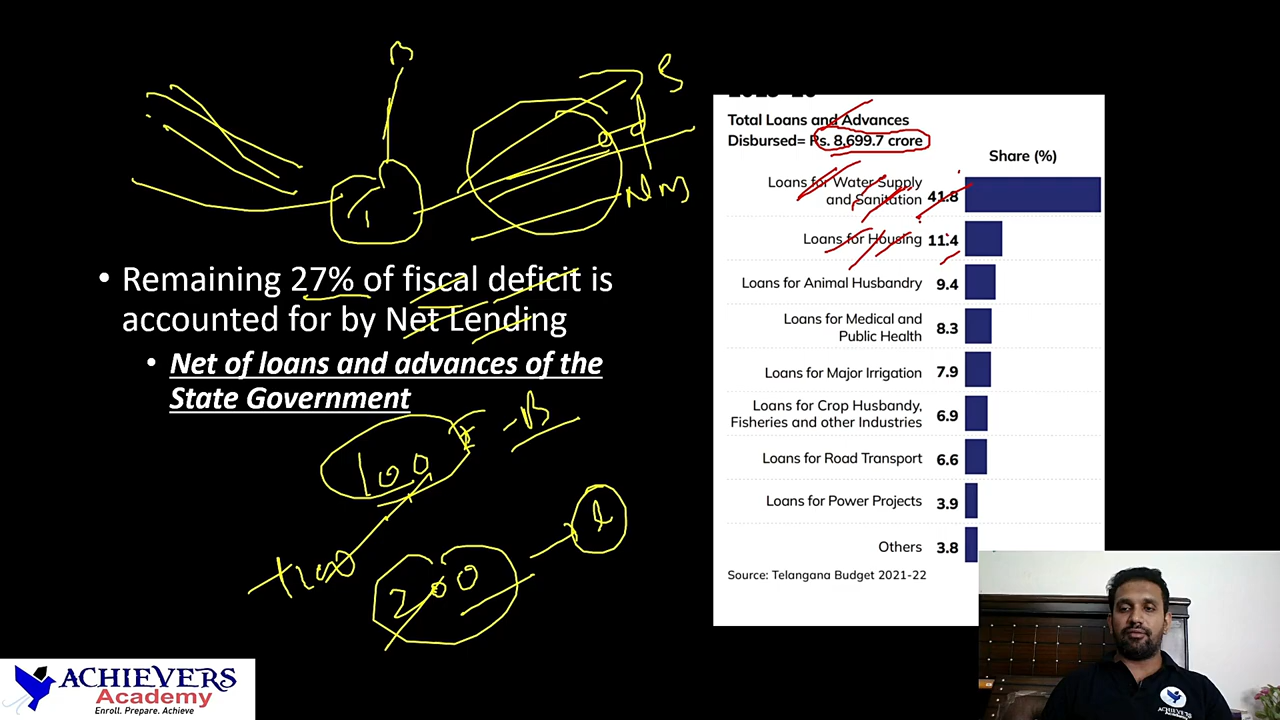 B
S
NM
1
• Remaining 27% of fiscal deficit is
accounted for by Net Lending
• Net of loans and advances of the
State Government
100
-B
+100
200
L
Total Loans and Advances
Disbursed= Rs. 8,699.7 crore
Share (%)
Loans for Water Supply
and Sanitation 41.8
Loans for Housing 11.4
Loans for Animal Husbandry 9.4
Loans for Medical and
Public Health 8.3
Loans for Major Irrigation 7.9
Loans for Crop Husbandy,
Fisheries and other Industries 6.9
Loans for Road Transport 6.6
Loans for Power Projects 3.9
Others 3.8
Source: Telangana Budget 2021-22
ACHIEVERS
Academy
Enroll. Prepare. Achieve
ACHIEVERS